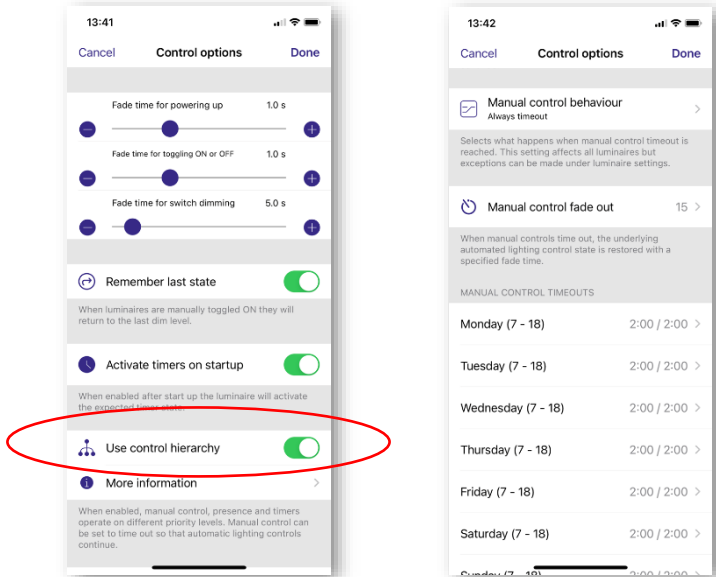 13:41
Cancel Control options Done
Fade time for powering up 1.0 s
Fade time for toggling ON or OFF 1.0 s
Fade time for switch dimming 5.0 s
Remember last state
When luminaires are manually toggled ON they will
return to the last dim level.
Activate timers on startup
When enabled after start up the luminaire will activate
the expected timer state.
Use control hierarchy
More information
When enabled, manual control, presence and timers
operate on different priority levels. Manual control can
be set to time out so that automatic lighting controls
continue.
13:42
Cancel Control options Done
Manual control behaviour
Always timeout
Selects what happens when manual control timeout is
reached. This setting affects all luminaires but
exceptions can be made under luminaire settings.
Manual control fade out 15
When manual controls time out, the underlying
automated lighting control state is restored with a
specified fade time.
MANUAL CONTROL TIMEOUTS
Monday (7 - 18) 2:00 / 2:00
Tuesday (7 - 18) 2:00 / 2:00
Wednesday (7 - 18) 2:00 / 2:00
Thursday (7 - 18) 2:00 / 2:00
Friday (7 - 18) 2:00 / 2:00
Saturday (7 - 18) 2:00 / 2:00
Sunday (7 - 18) 2:00 / 2:00